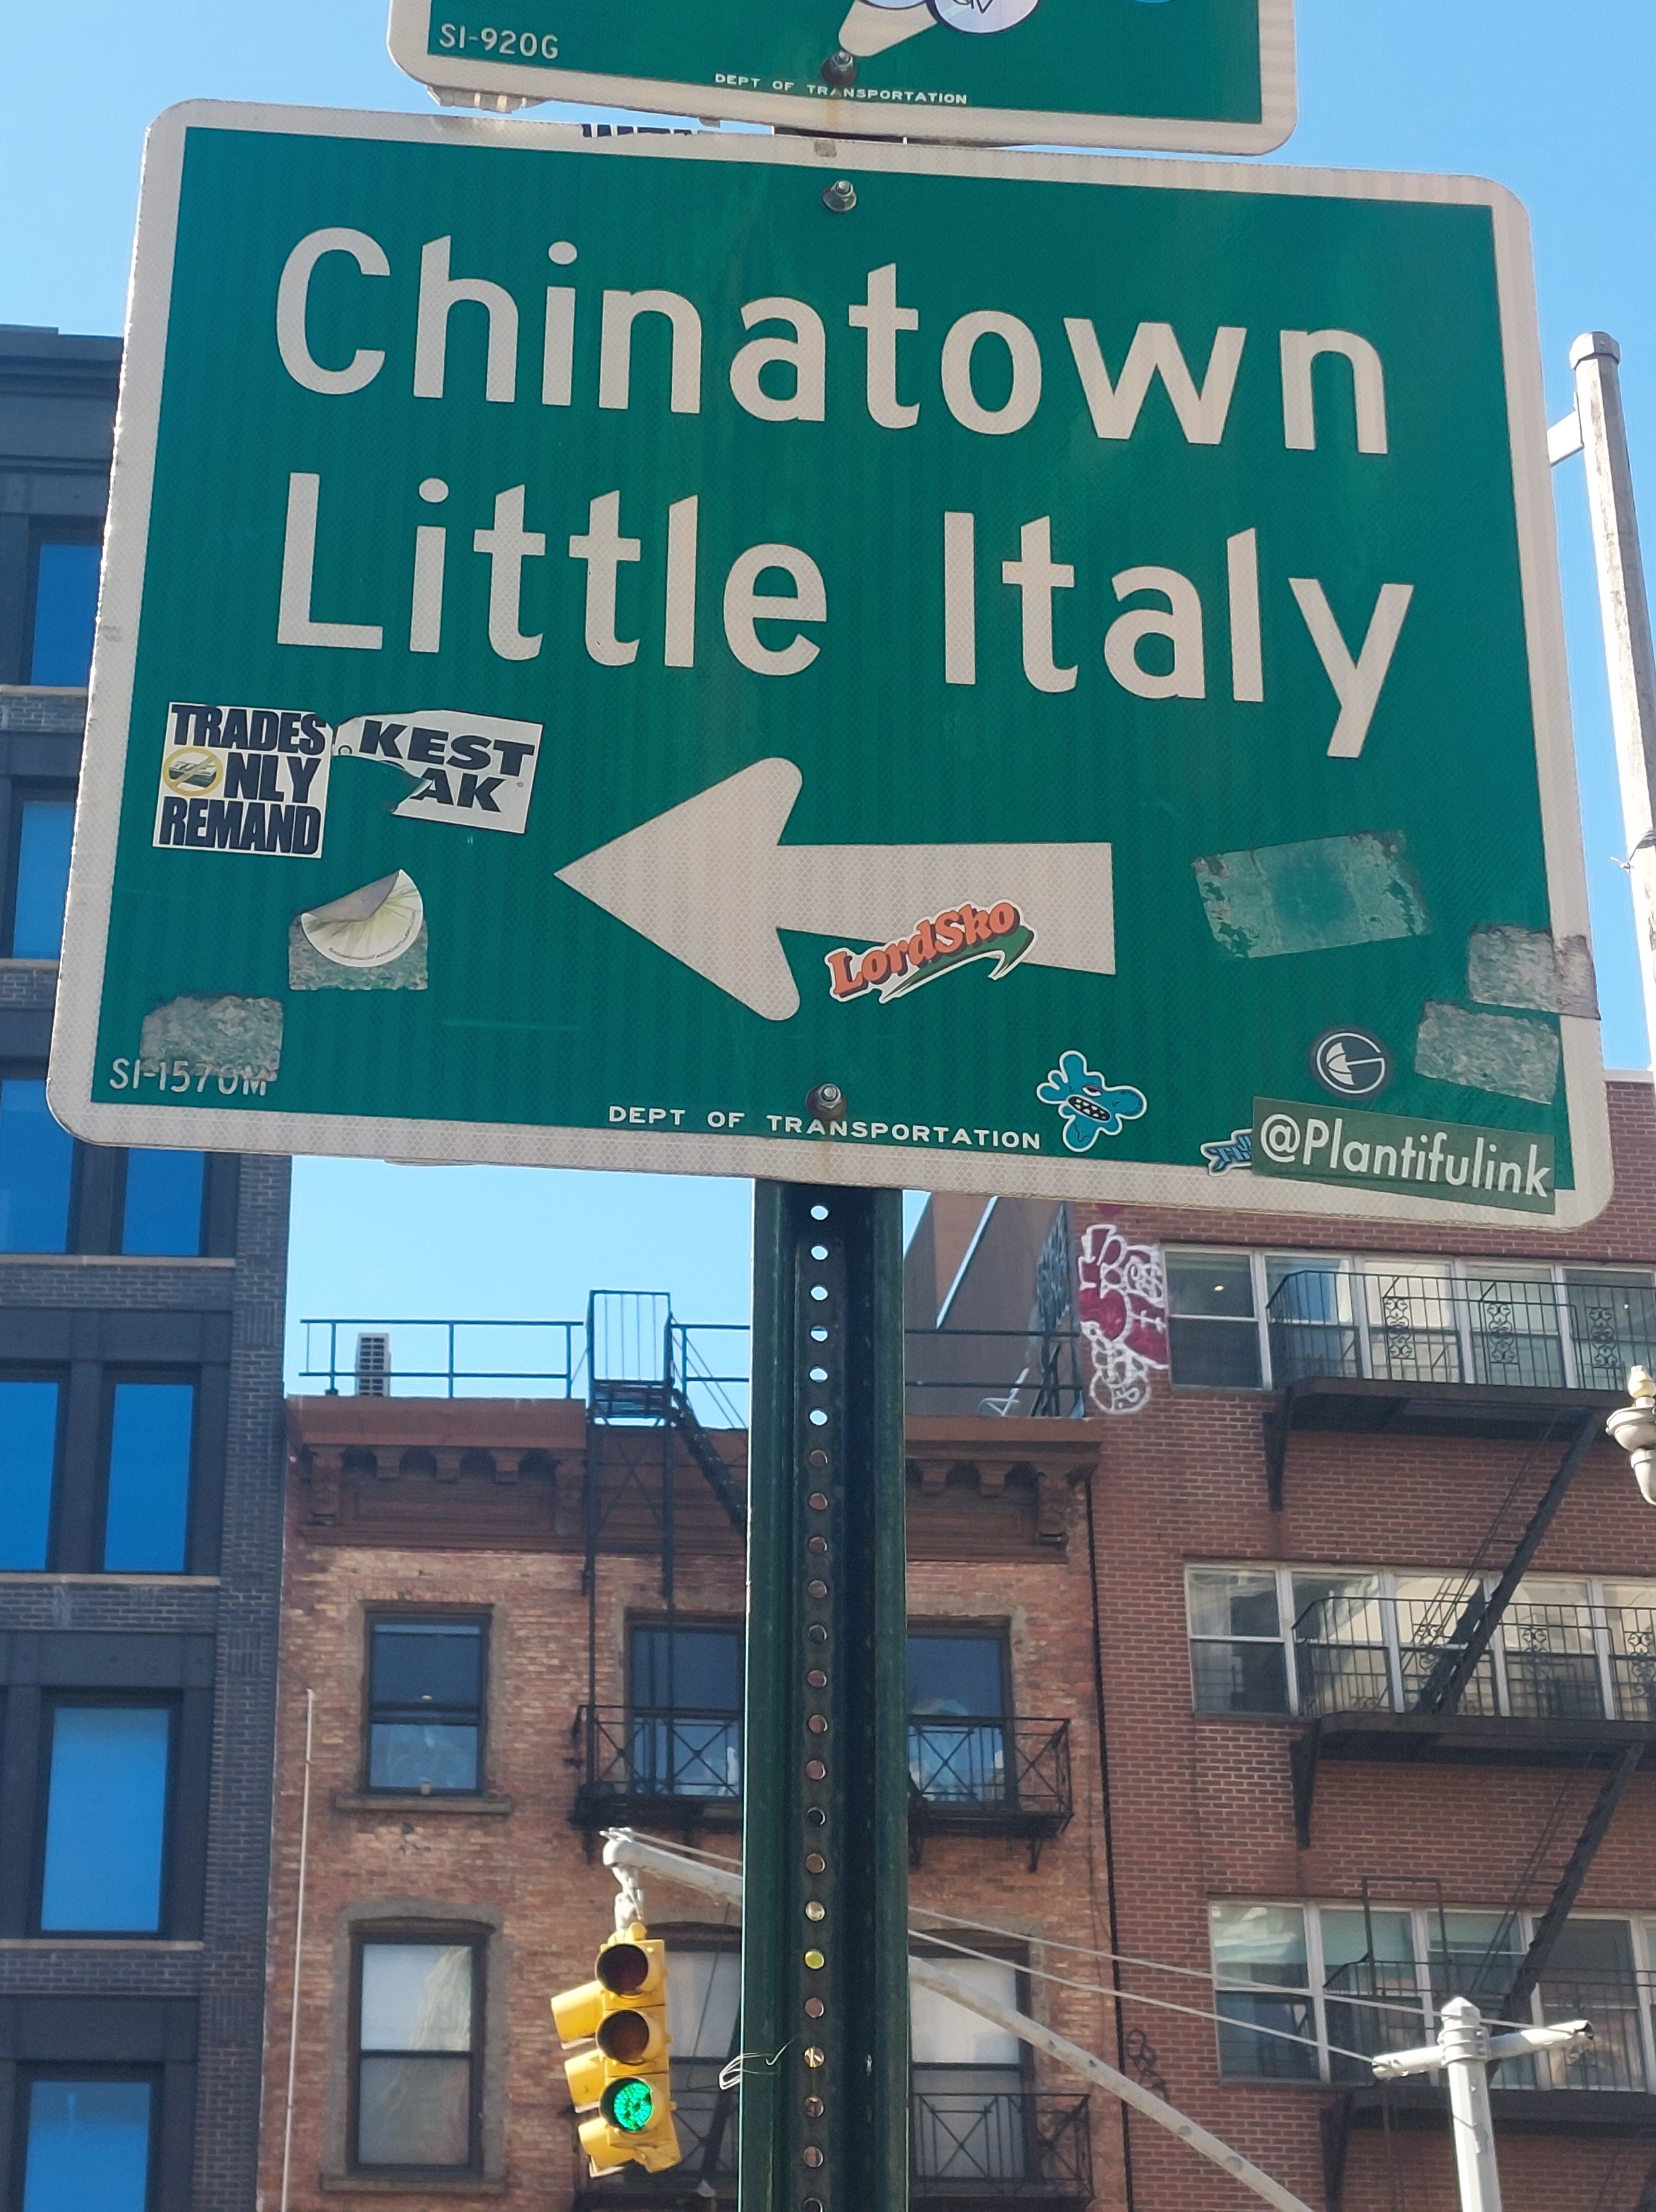 SI-920G
DEPT OF TRANSPORTATION
Chinatown
Little Italy
TRADES
ONLY
REMAND
KEST
AK
LordSko
SI-1570M
DEPT OF TRANSPORTATION
@Plantifulink